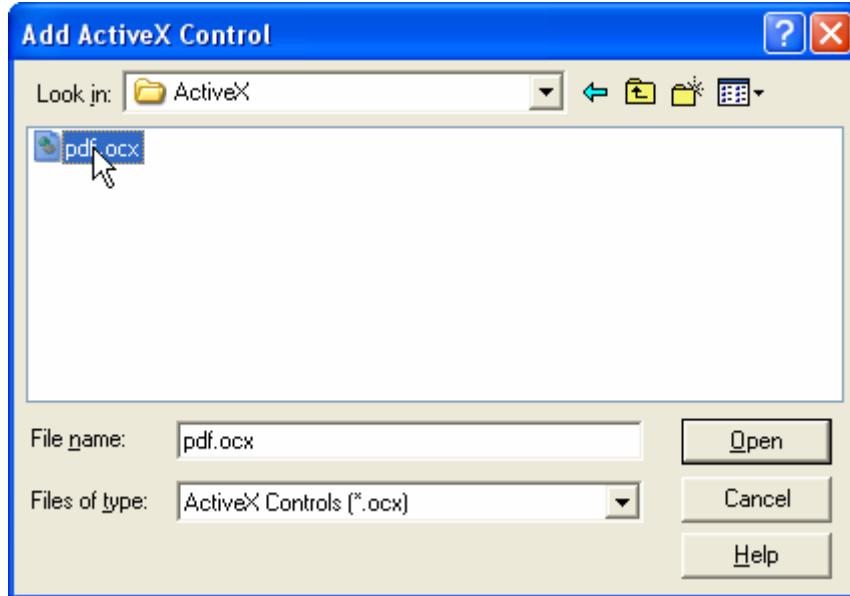 Add ActiveX Control
Look in: ActiveX
pdf.ocx
File name: pdf.ocx Open
Files of type: ActiveX Controls (*.ocx) Cancel
Help